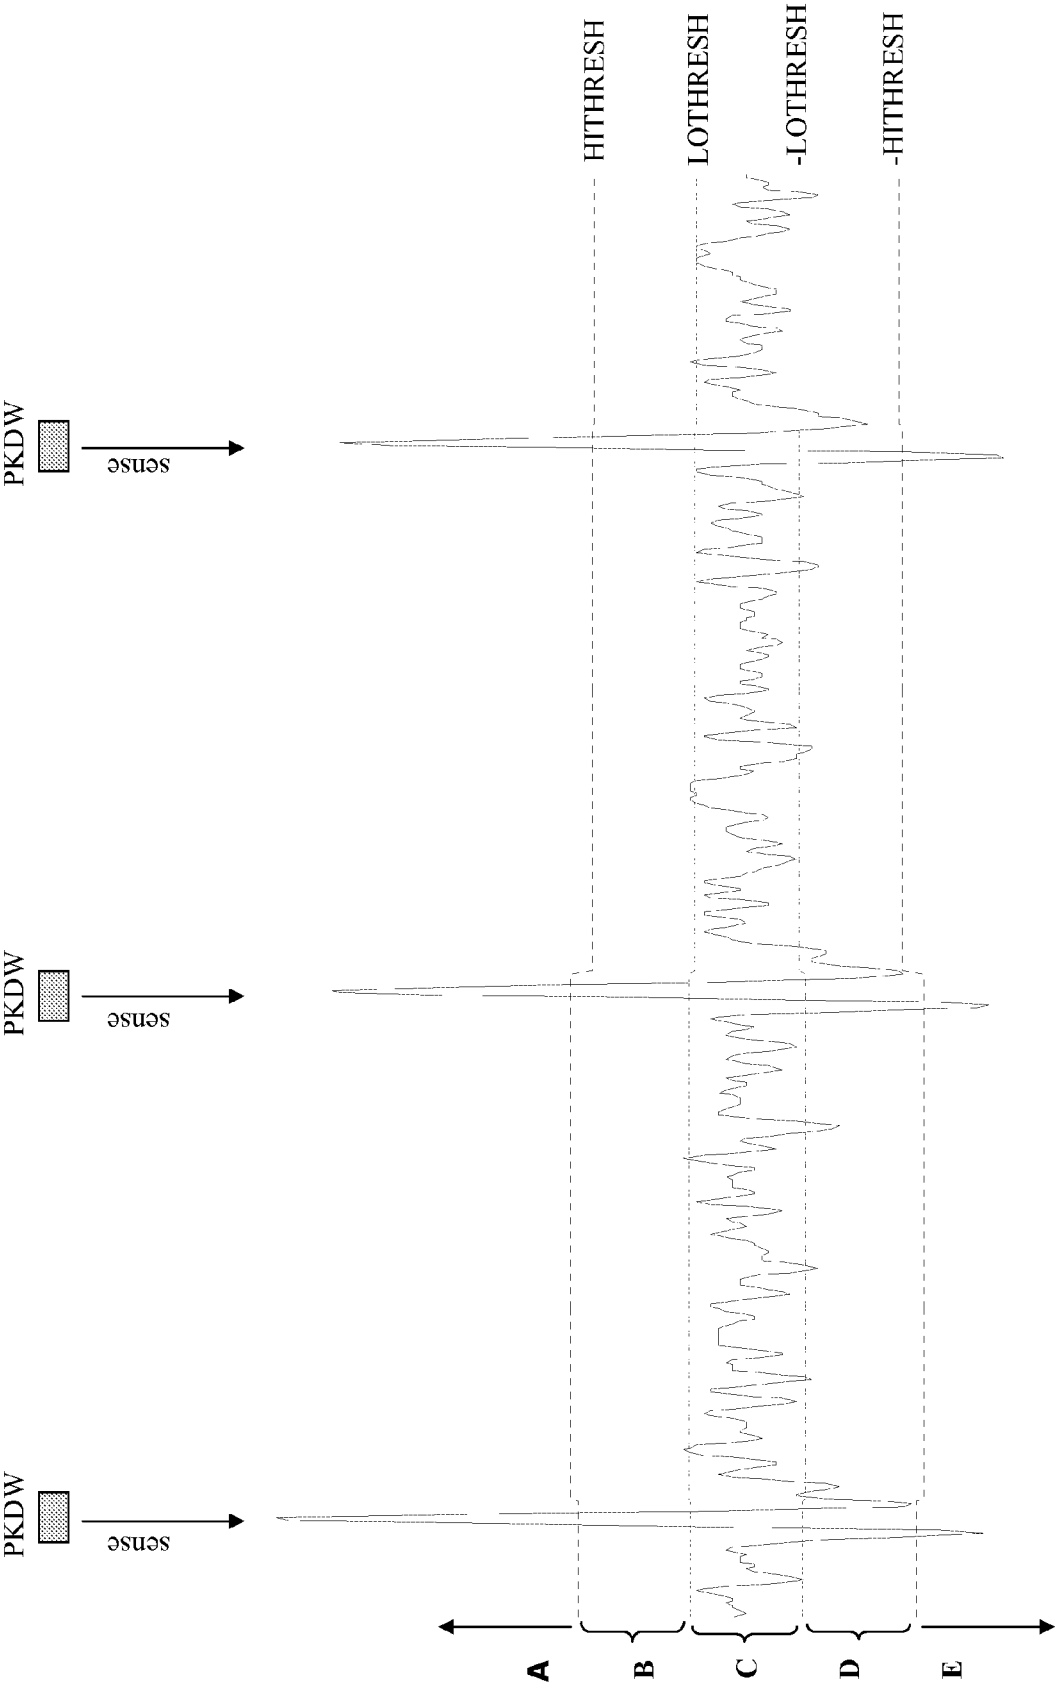 PKDW
sense
PKDW
sense
PKDW
sense
HITHRESH
LOTHRESH
-LOTHRESH
-HITHRESH
A
B
C
D
E